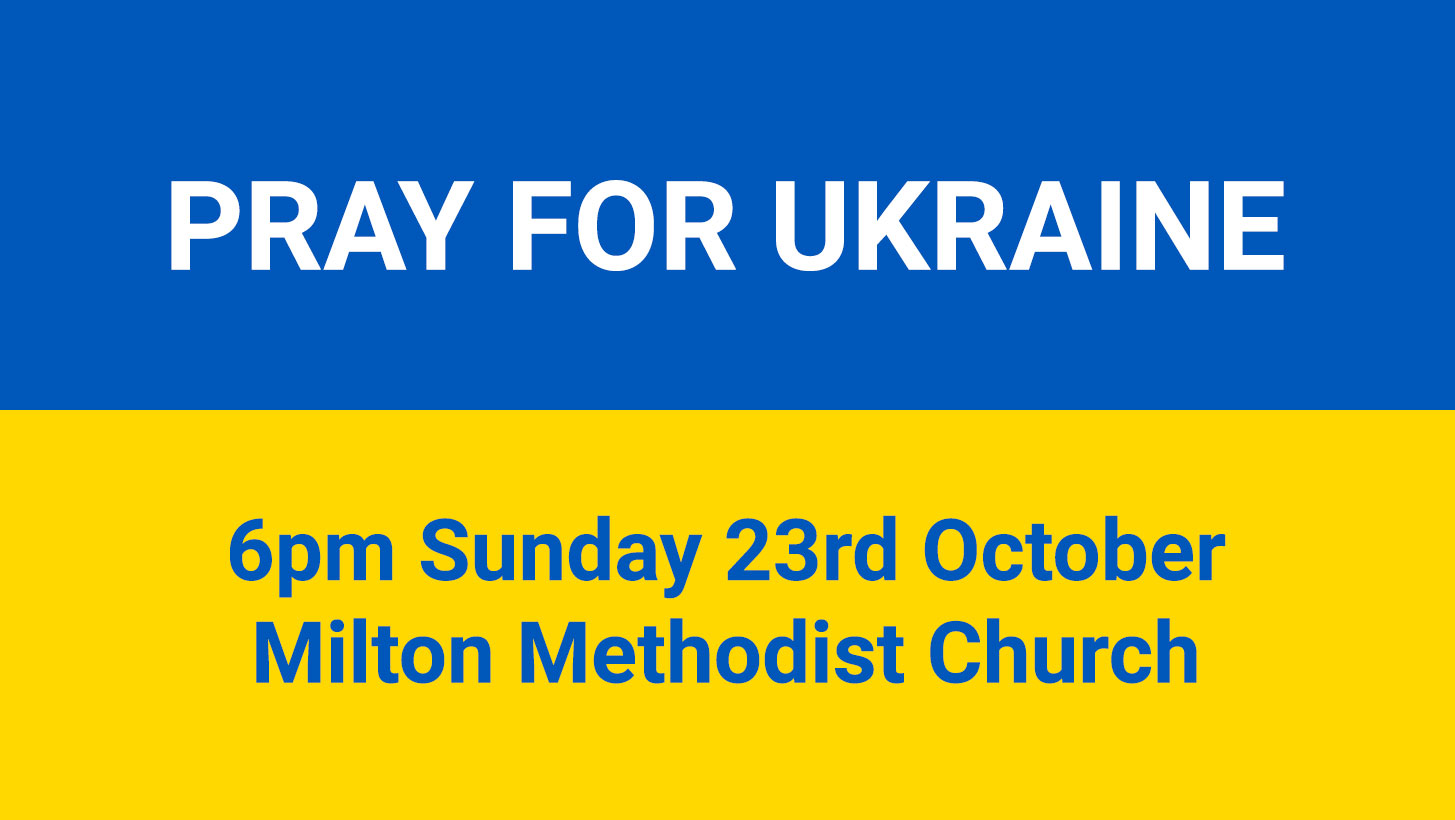 PRAY FOR UKRAINE
6pm Sunday 23rd October
Milton Methodist Church